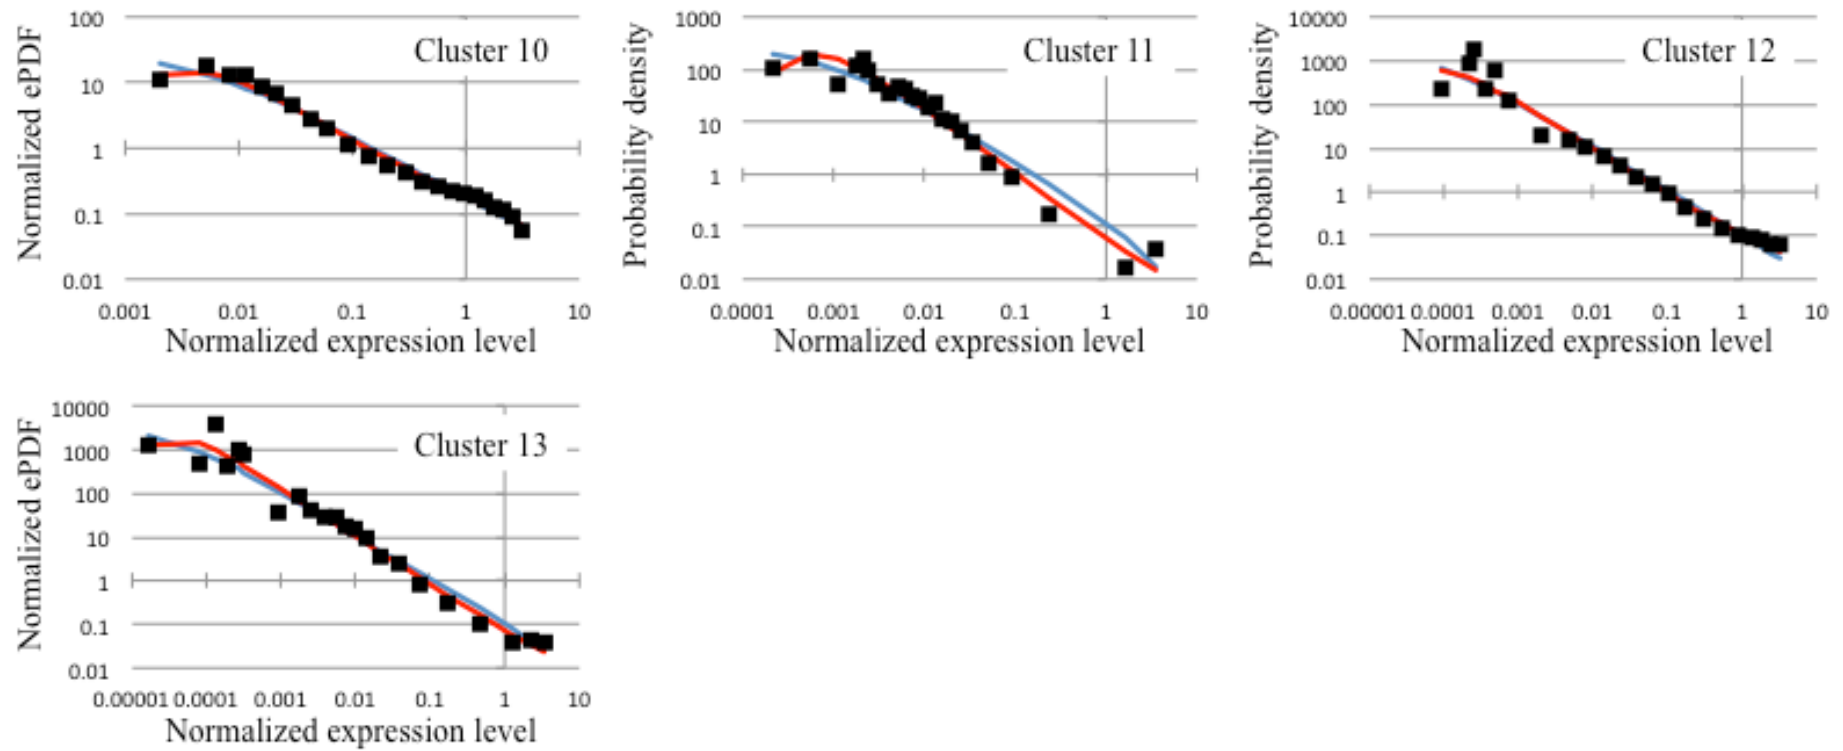 Normalized ePDF
100
10
1
0.1
0.01
Cluster 10
0.001 0.01 0.1 1 10
Normalized expression level
Probability density
1000
100
10
1
0.1
0.01
Cluster 11
0.0001 0.001 0.01 0.1 1 10
Normalized expression level
Probability density
10000
1000
100
10
1
0.1
0.01
Cluster 12
0.00001 0.0001 0.001 0.01 0.1 1 10
Normalized expression level
Normalized ePDF
10000
1000
100
10
1
0.1
0.01
Cluster 13
0.00001 0.0001 0.001 0.01 0.1 1 10
Normalized expression level